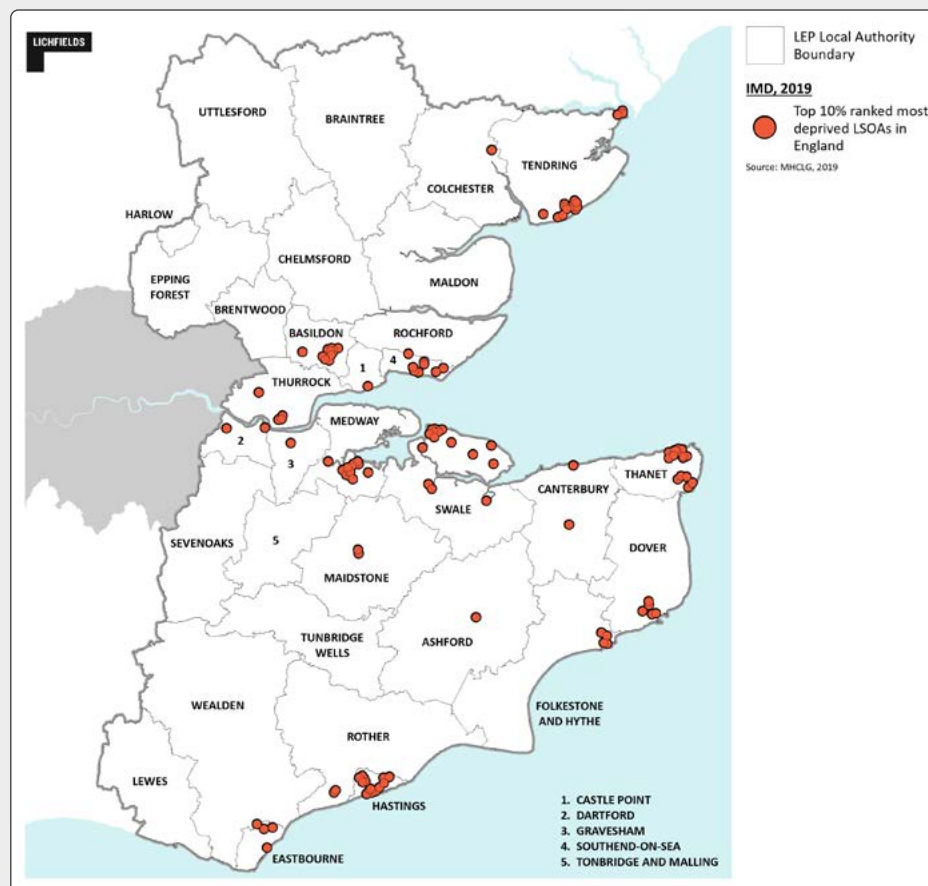 LICHFIELDS
LEP Local Authority
Boundary
IMD, 2019
Top 10% ranked most
deprived LSOAs in
England
Source: MHCLG, 2019
UTTLESFORD
BRAINTREE
TENDRING
COLCHESTER
HARLOW
CHELMSFORD
EPPING
FOREST
MALDON
BRENTWOOD
BASILDON
ROCHFORD
1
4
THURROCK
MEDWAY
2
3
THANET
CANTERBURY
SWALE
SEVENOAKS
5
DOVER
MAIDSTONE
TUNBRIDGE
WELLS
ASHFORD
WEALDEN
FOLKESTONE
AND HYTHE
ROTHER
LEWES
HASTINGS
EASTBOURNE
1. CASTLE POINT
2. DARTFORD
3. GRAVESHAM
4. SOUTHEND-ON-SEA
5. TONBRIDGE AND MALLING